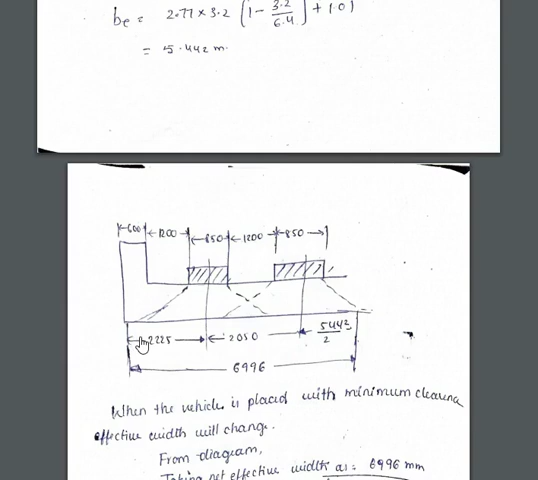 be = 2.77 x 3.2 [1 - 3.2/6.4] + 1.01
= 5.442 m.
600 1200 850 1200 850
2225 2050 5442/2
6996
When the vehicle is placed with minimum clearance
effective width will change.
From diagram,
Taking net effective width as = 6996 mm